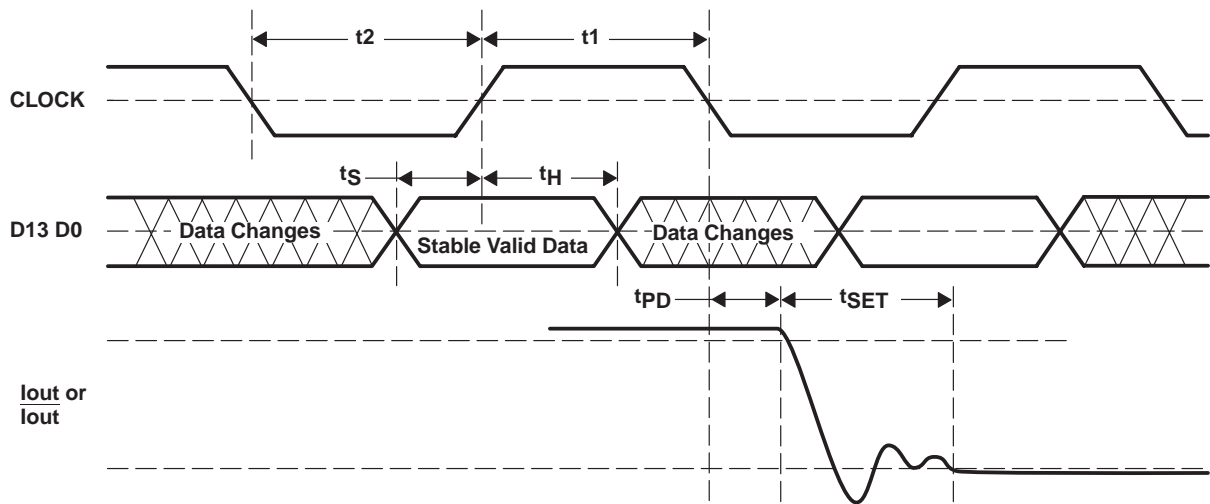 t2
t1
CLOCK
tS
tH
D13 D0
Data Changes
Stable Valid Data
Data Changes
tPD
tSET
Iout or
Iout